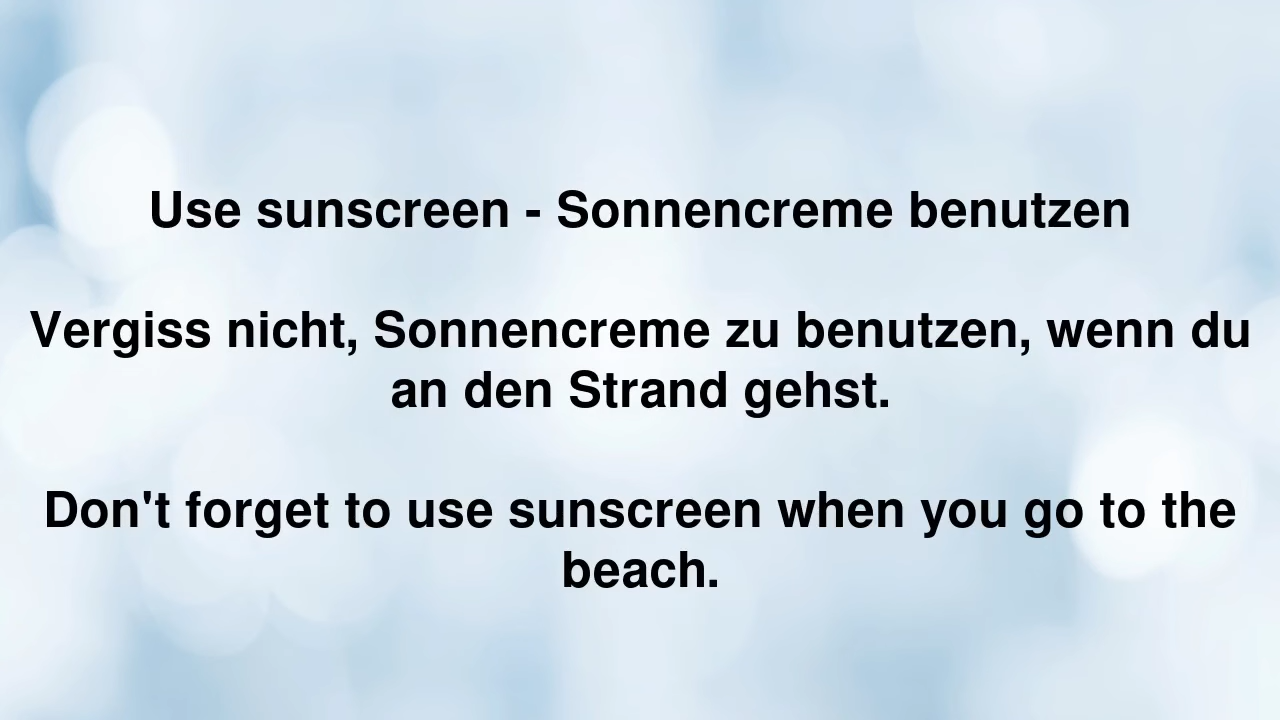 Use sunscreen - Sonnencreme benutzen
Vergiss nicht, Sonnencreme zu benutzen, wenn du
an den Strand gehst.
Don't forget to use sunscreen when you go to the
beach.